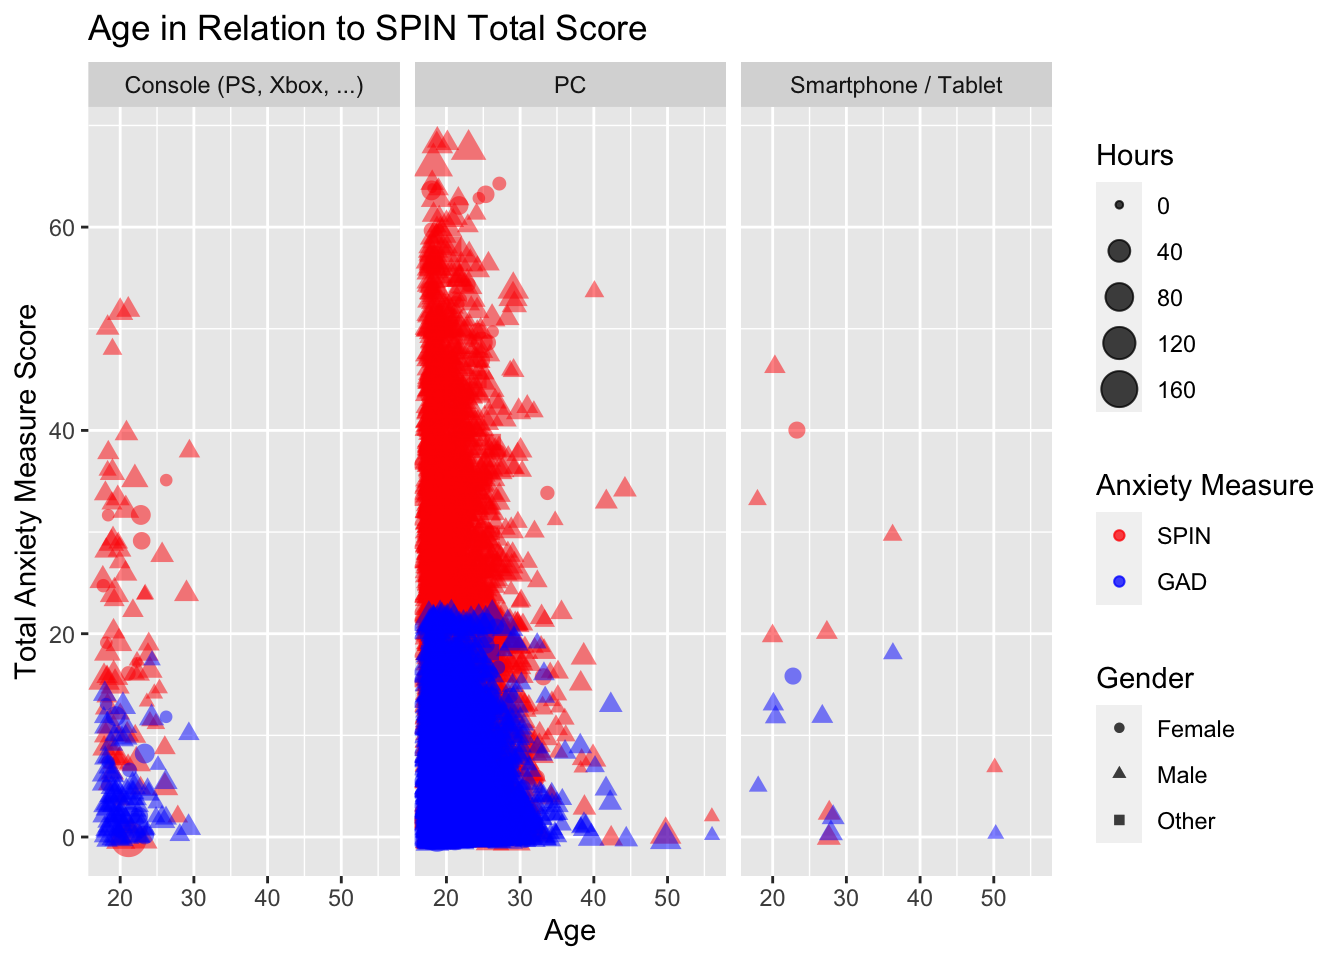 Age in Relation to SPIN Total Score
Console (PS, Xbox, ...)
PC
Smartphone / Tablet
Total Anxiety Measure Score
60
40
20
0
20 30 40 50
20 30 40 50
20 30 40 50
Age
Hours
0
40
80
120
160
Anxiety Measure
SPIN
GAD
Gender
Female
Male
Other